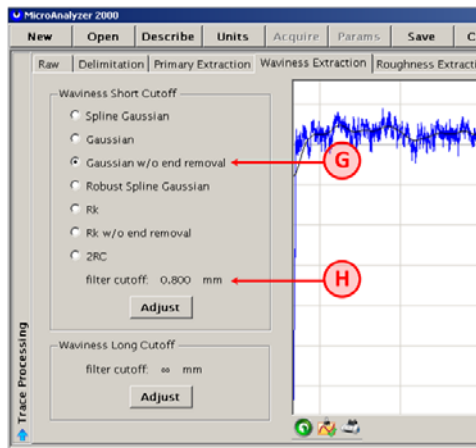 MicroAnalyzer 2000
New Open Describe Units Acquire Params Save
Raw Delimitation Primary Extraction Waviness Extraction Roughness
Waviness Short Cutoff
Spline Gaussian
Gaussian
Gaussian w/o end removal G
Robust Spline Gaussian
Rk
Rk w/o end removal
2RC
filter cutoff: 0.800 mm H
Adjust
Waviness Long Cutoff
filter cutoff: ∞ mm
Adjust
Trace Processing